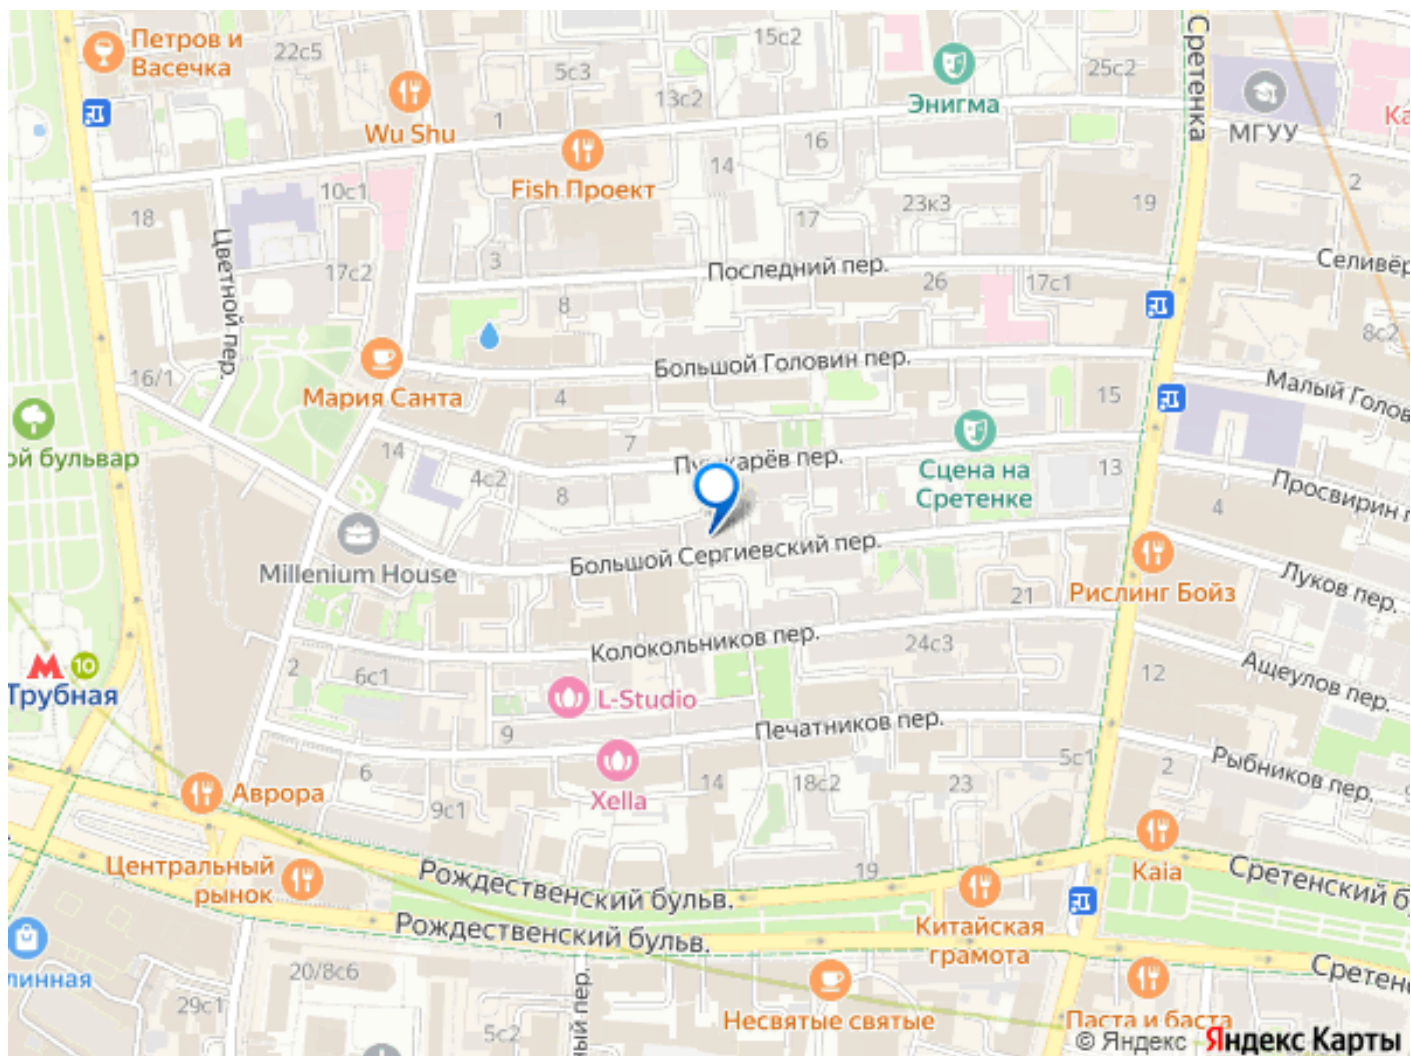 Петров и
Васечка
22с5
15с2
5с3
13с2
25с2
Сретенка
Wu Shu
1
Энигма
МГУУ
Ка
Fish Проект
14
16
2
10с1
18
Цветной пер.
17с2
3
17
23к3
19
Последний пер.
26
17с1
Селивёр
8
8с2
16/1
Мария Санта
Большой Головин пер.
4
15
Малый Голов
ой бульвар
14
7
4с2
8
пер.
Сцена на
Сретенке
13
4
Просвирин п
Millenium House
Большой Сергиевский пер.
Рислинг Бойз
Луков пер.
21
Колокольников пер.
24с3
Ащеулов пер.
10
Трубная
2
6с1
L-Studio
12
9
Печатников пер.
5с1
2
Рыбников пер.
6
Xella
14
18с2
23
Аврора
9с1
Центральный
рынок
Рождественский бульв.
19
Kaia
Сретенский б
Рождественский бульв.
Китайская
грамота
линная
20/8с6
29с1
5с2
ный пер.
Несвятые святые
Паста и баста
Сретен
© Яндекс Яндекс Карты